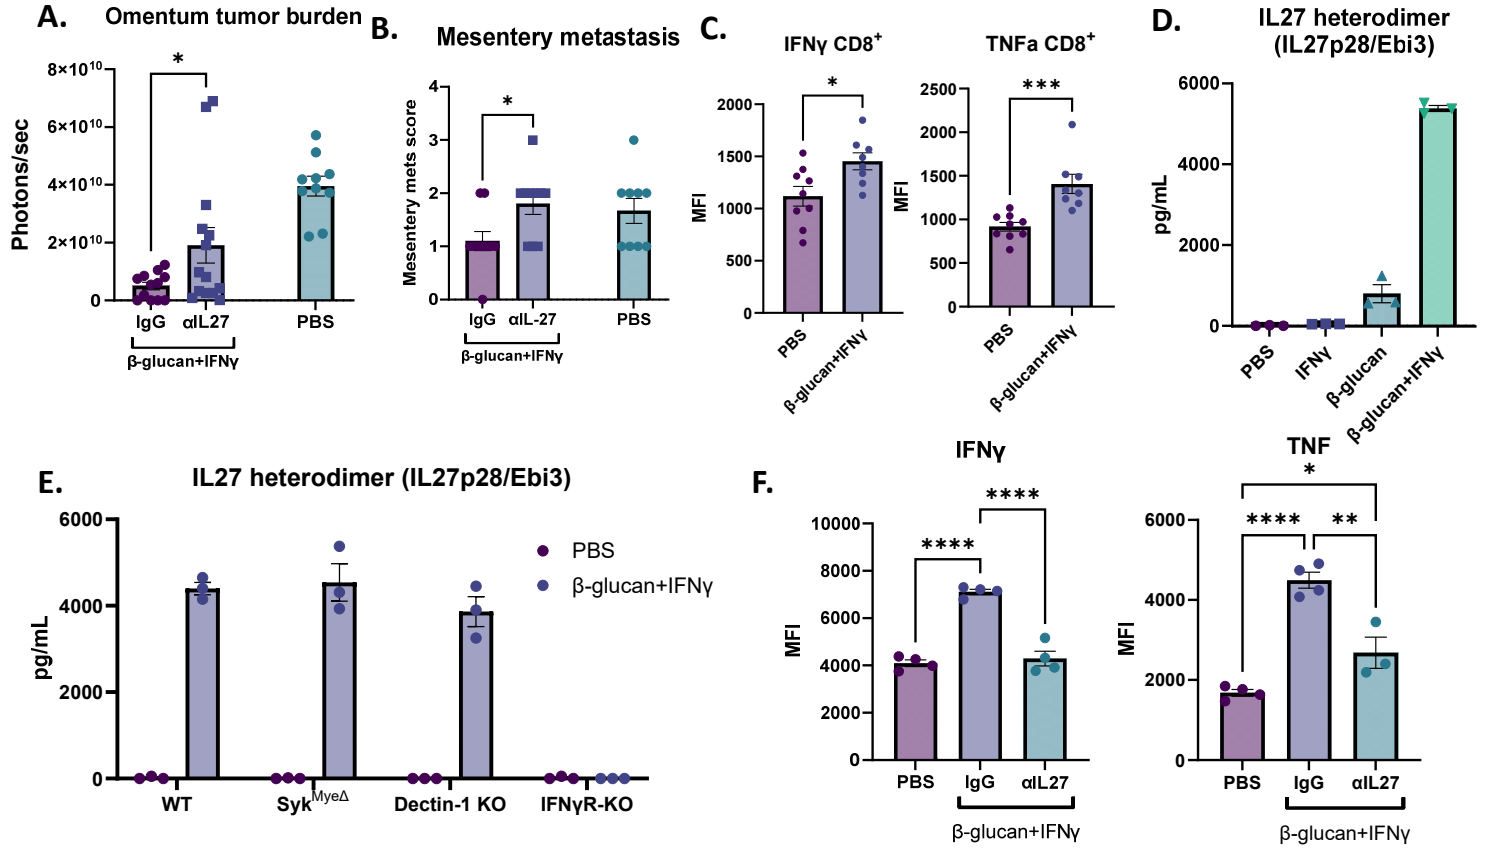 A.
Omentum tumor burden
Photons/sec
8×10¹⁰
6×10¹⁰
4×10¹⁰
2×10¹⁰
0
*
IgG αIL27 PBS
β-glucan+IFNγ
B.
Mesentery metastasis
Mesentery mets score
4
3
2
1
0
*
IgG αIL-27 PBS
β-glucan+IFNγ
C.
IFNγ CD8⁺
MFI
2000
1500
1000
500
0
*
PBS
β-glucan+IFNγ
TNFa CD8⁺
MFI
2500
2000
1500
1000
500
0
***
PBS
β-glucan+IFNγ
D.
IL27 heterodimer
(IL27p28/Ebi3)
pg/mL
6000
4000
2000
0
PBS
IFNγ
β-glucan
β-glucan+IFNγ
E.
IL27 heterodimer (IL27p28/Ebi3)
pg/mL
6000
4000
2000
0
PBS
β-glucan+IFNγ
WT Syk^MyeΔ Dectin-1 KO IFNγR-KO
F.
IFNγ
MFI
10000
8000
6000
4000
2000
0
****
****
PBS IgG αIL27
β-glucan+IFNγ
TNF
MFI
6000
4000
2000
0
*
**** **
PBS IgG αIL27
β-glucan+IFNγ